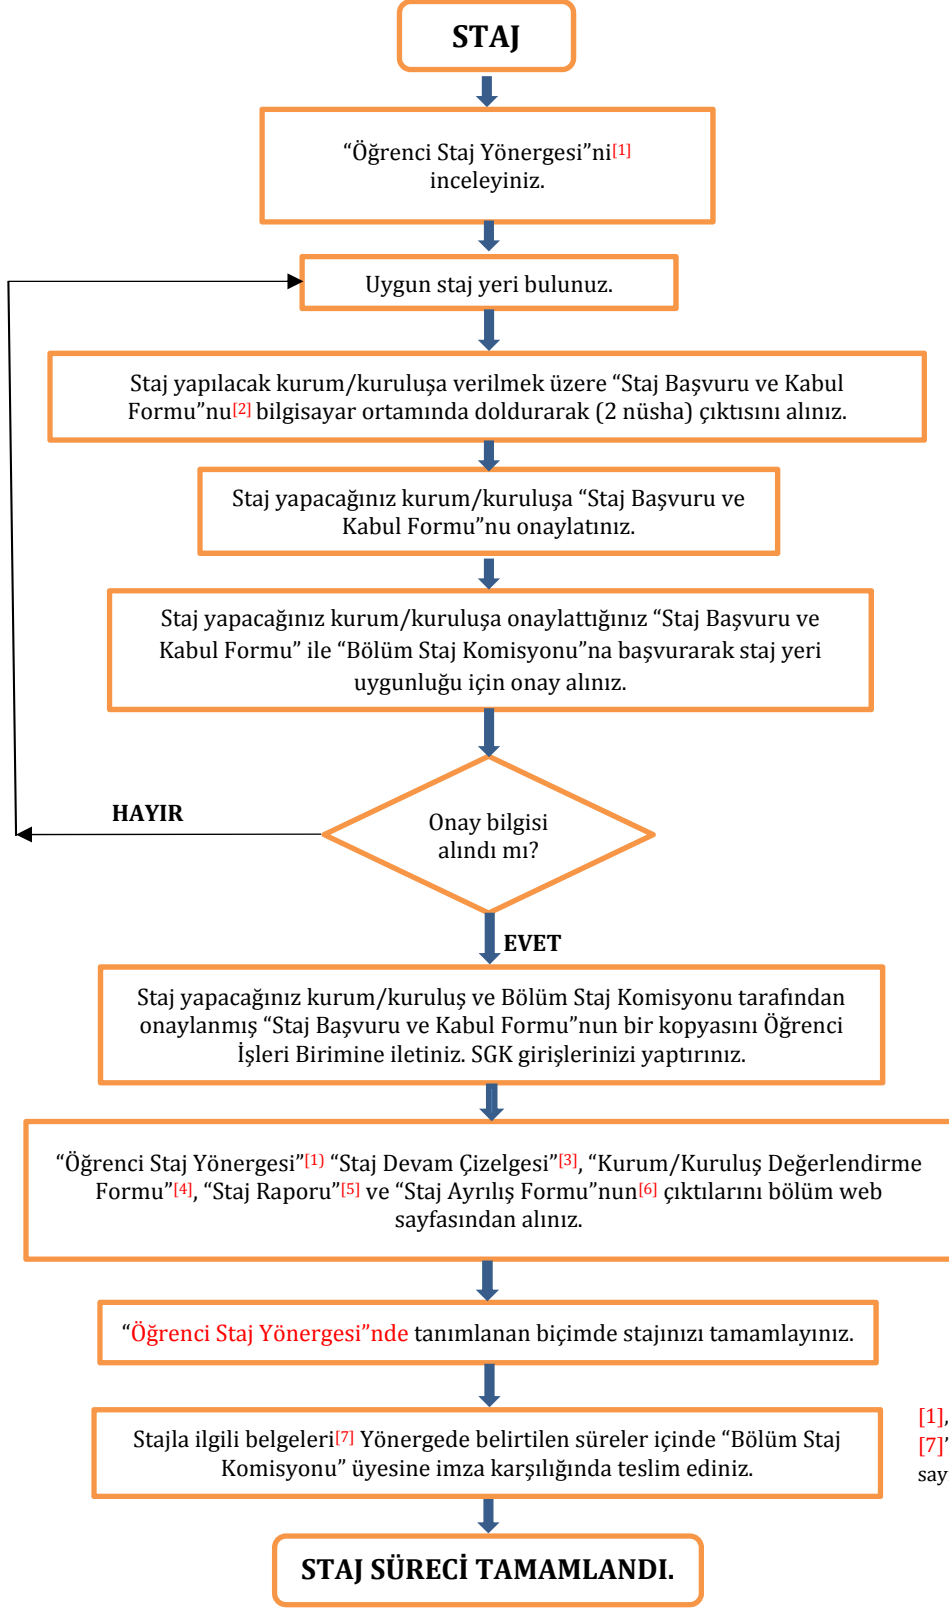 STAJ
“Öğrenci Staj Yönergesi”ni[1]
inceleyiniz.
Uygun staj yeri bulunuz.
Staj yapılacak kurum/kuruluşa verilmek üzere “Staj Başvuru ve Kabul
Formu”nu[2] bilgisayar ortamında doldurarak (2 nüsha) çıktısını alınız.
Staj yapacağınız kurum/kuruluşa “Staj Başvuru ve
Kabul Formu”nu onaylatınız.
Staj yapacağınız kurum/kuruluşa onaylattığınız “Staj Başvuru ve
Kabul Formu” ile “Bölüm Staj Komisyonu”na başvurarak staj yeri
uygunluğu için onay alınız.
HAYIR
Onay bilgisi
alındı mı?
EVET
Staj yapacağınız kurum/kuruluş ve Bölüm Staj Komisyonu tarafından
onaylanmış “Staj Başvuru ve Kabul Formu”nun bir kopyasını Öğrenci
İşleri Birimine iletiniz. SGK girişlerinizi yaptırınız.
“Öğrenci Staj Yönergesi”[1) “Staj Devam Çizelgesi”[3], “Kurum/Kuruluş Değerlendirme
Formu”[4], “Staj Raporu”[5] ve “Staj Ayrılış Formu”nun[6] çıktılarını bölüm web
sayfasından alınız.
“Öğrenci Staj Yönergesi”nde tanımlanan biçimde stajınızı tamamlayınız.
Stajla ilgili belgeleri[7] Yönergede belirtilen süreler içinde “Bölüm Staj
Komisyonu” üyesine imza karşılığında teslim ediniz.
[1],
[7]’
say
STAJ SÜRECİ TAMAMLANDI.